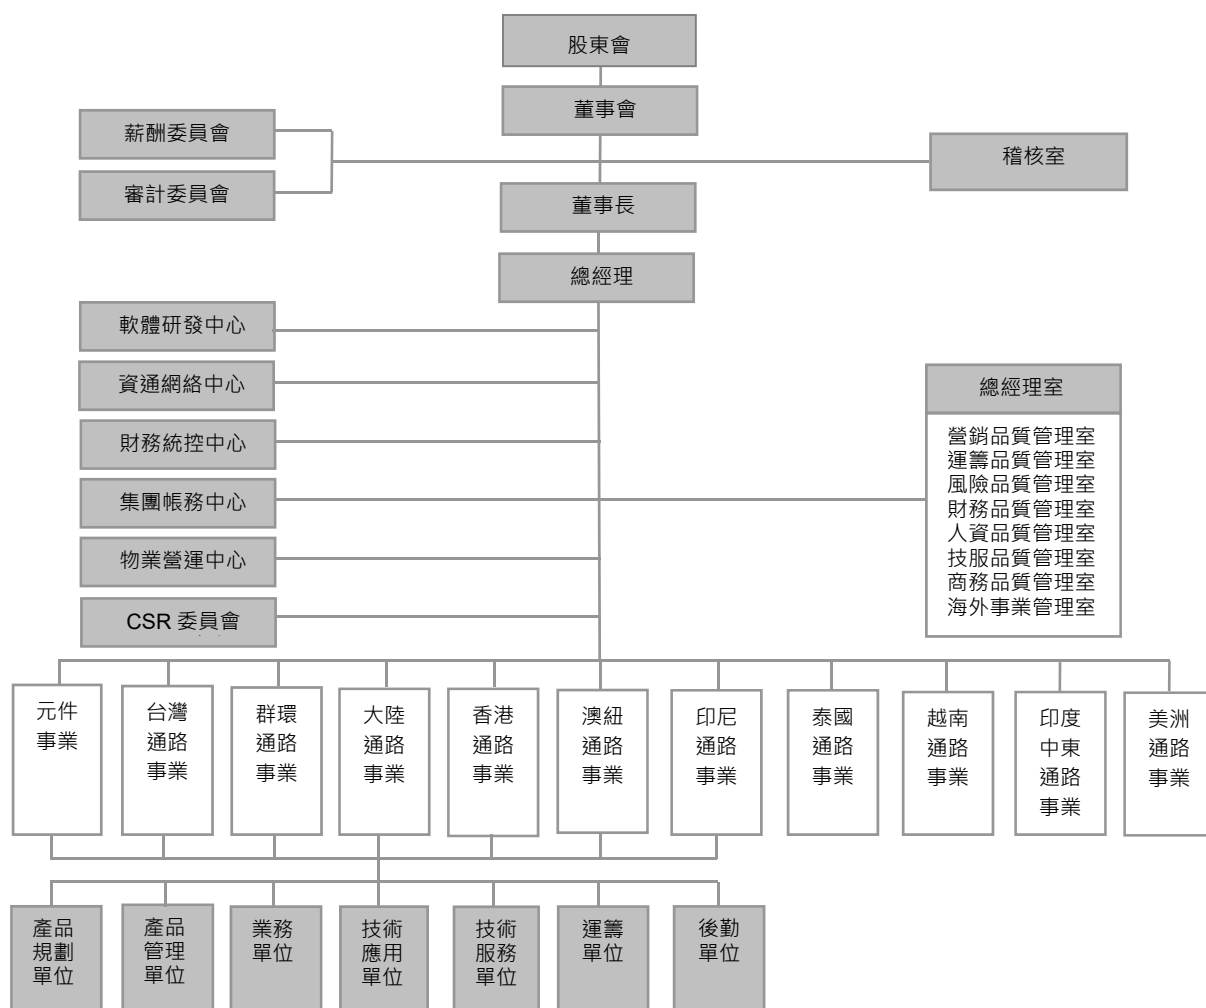 股東會
董事會
薪酬委員會
審計委員會
稽核室
董事長
總經理
軟體研發中心
資通網絡中心
財務統控中心
集團帳務中心
物業營運中心
CSR 委員會
總經理室
營銷品質管理室
運籌品質管理室
風險品質管理室
財務品質管理室
人資品質管理室
技服品質管理室
商務品質管理室
海外事業管理室
元件
事業
台灣
通路
事業
群環
通路
事業
大陸
通路
事業
香港
通路
事業
澳紐
通路
事業
印尼
通路
事業
泰國
通路
事業
越南
通路
事業
印度
中東
通路
事業
美洲
通路
事業
產品
規劃
單位
產品
管理
單位
業務
單位
技術
應用
單位
技術
服務
單位
運籌
單位
後勤
單位